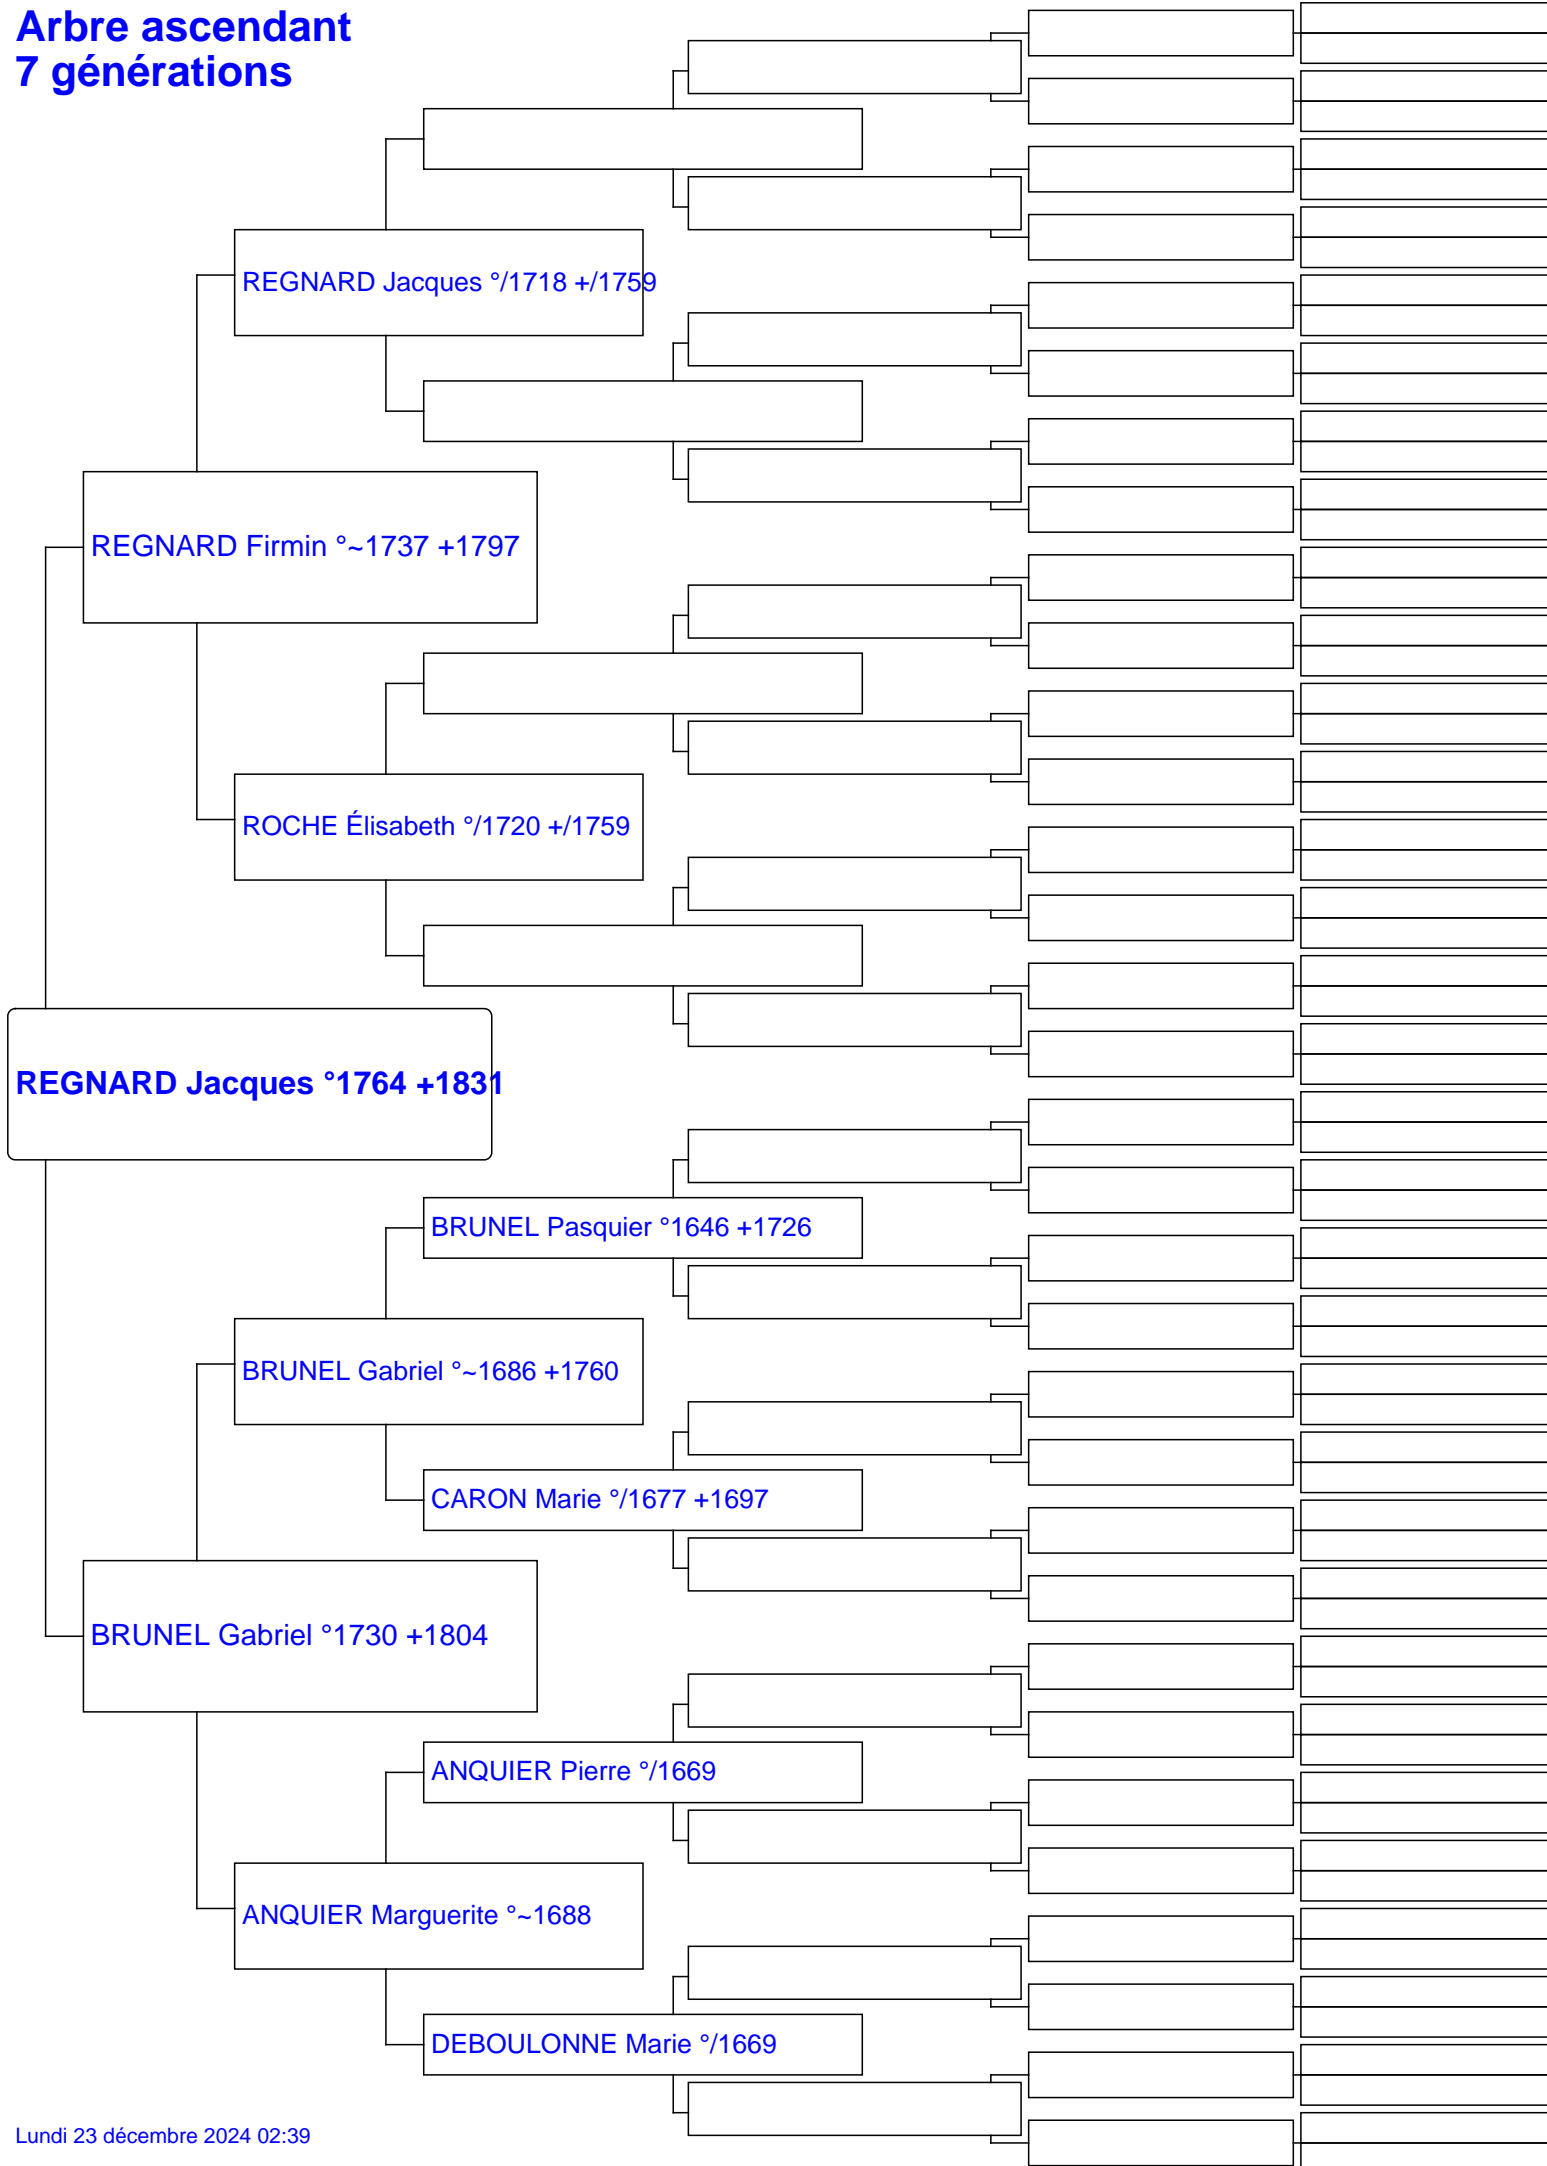 Arbre ascendant
7 générations
REGNARD Jacques °/1718 +/1759
REGNARD Firmin °~1737 +1797
ROCHE Élisabeth °/1720 +/1759
REGNARD Jacques °1764 +1831
BRUNEL Pasquier °1646 +1726
BRUNEL Gabriel °~1686 +1760
CARON Marie °/1677 +1697
BRUNEL Gabriel °1730 +1804
ANQUIER Pierre °/1669
ANQUIER Marguerite °~1688
DEBOULONNE Marie °/1669
Lundi 23 décembre 2024 02:39